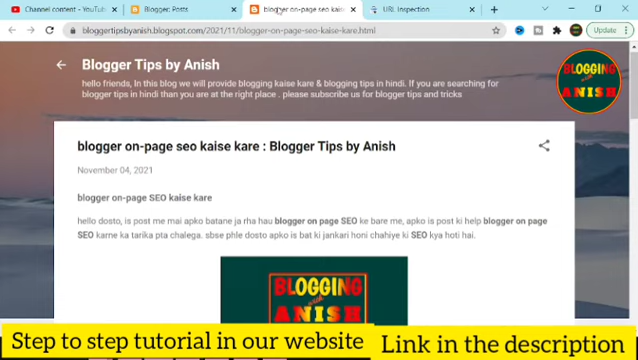 Channel content - YouTub
Blogger: Posts
blogger on-page seo kais
URL Inspection
bloggertipsbyanish.blogspot.com/2021/11/blogger-on-page-seo-kaise-kare.html
Update
Blogger Tips by Anish
hello friends, In this blog we will provide blogging kaise kare & blogging tips in hindi. If you are searching for
blogger tips in hindi than you are at the right place . please subscribe us for blogger tips and tricks
BLOGGING
with
ANISH
blogger on-page seo kaise kare : Blogger Tips by Anish
November 04, 2021
blogger on-page SEO kaise kare
hello dosto, is post me mai apko batane ja rha hau blogger on page SEO ke bare me, apko is post ki help blogger on page
SEO karne ka tarika pta chalega. sbse phle dosto apko is bat ki jankari honi chahiye ki SEO kya hoti hai.
BLOGGING
with
ANISH
Step to step tutorial in our website
Link in the description